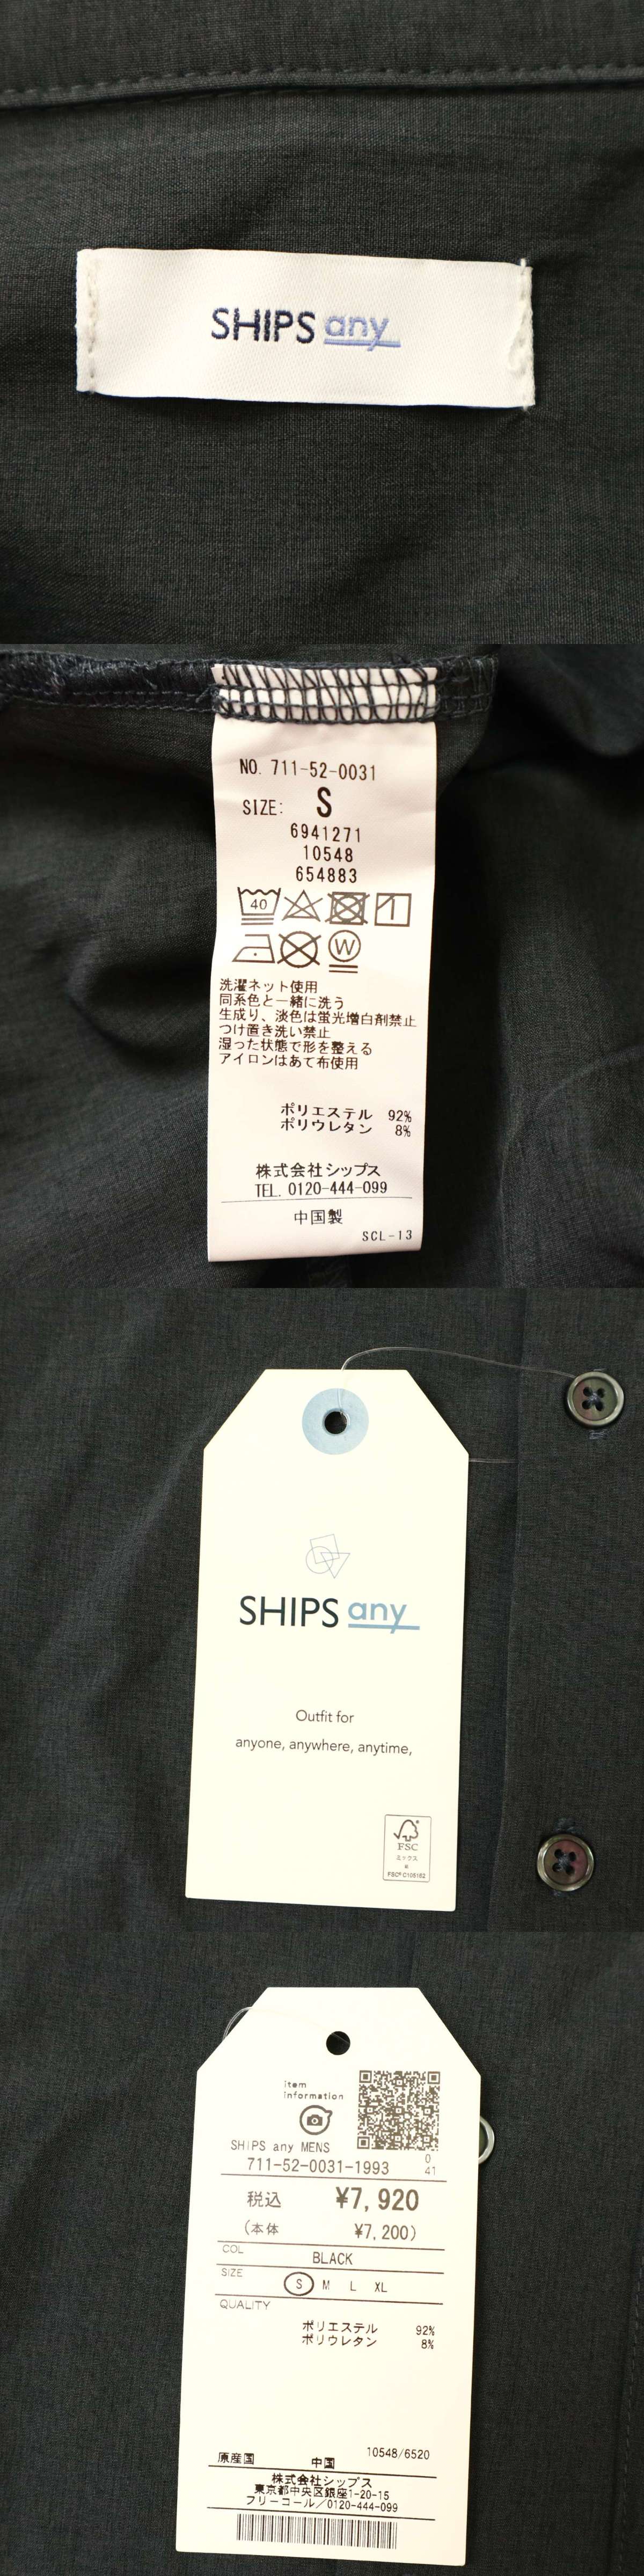 SHIPS any
NO. 711-52-0031
SIZE: S
6941271
10548
654883
40
W
洗濯ネット使用
同系色と一緒に洗う
生成り、淡色は蛍光増白剤禁止
つけ置き洗い禁止
湿った状態で形を整える
アイロンはあて布使用
ポリエステル 92%
ポリウレタン 8%
株式会社シップス
TEL. 0120-444-099
中国製
SCL-13
SHIPS any
Outfit for
anyone, anywhere, anytime,
FSC
ミックス
紙
FSC® C105162
item
information
SHIPS any MENS
711-52-0031-1993
0
41
税込 ¥7,920
(本体 ¥7,200)
COL BLACK
SIZE S M L XL
QUALITY
ポリエステル 92%
ポリウレタン 8%
10548/6520
原産国 中国
株式会社シップス
東京都中央区銀座1-20-15
フリーコール/0120-444-099